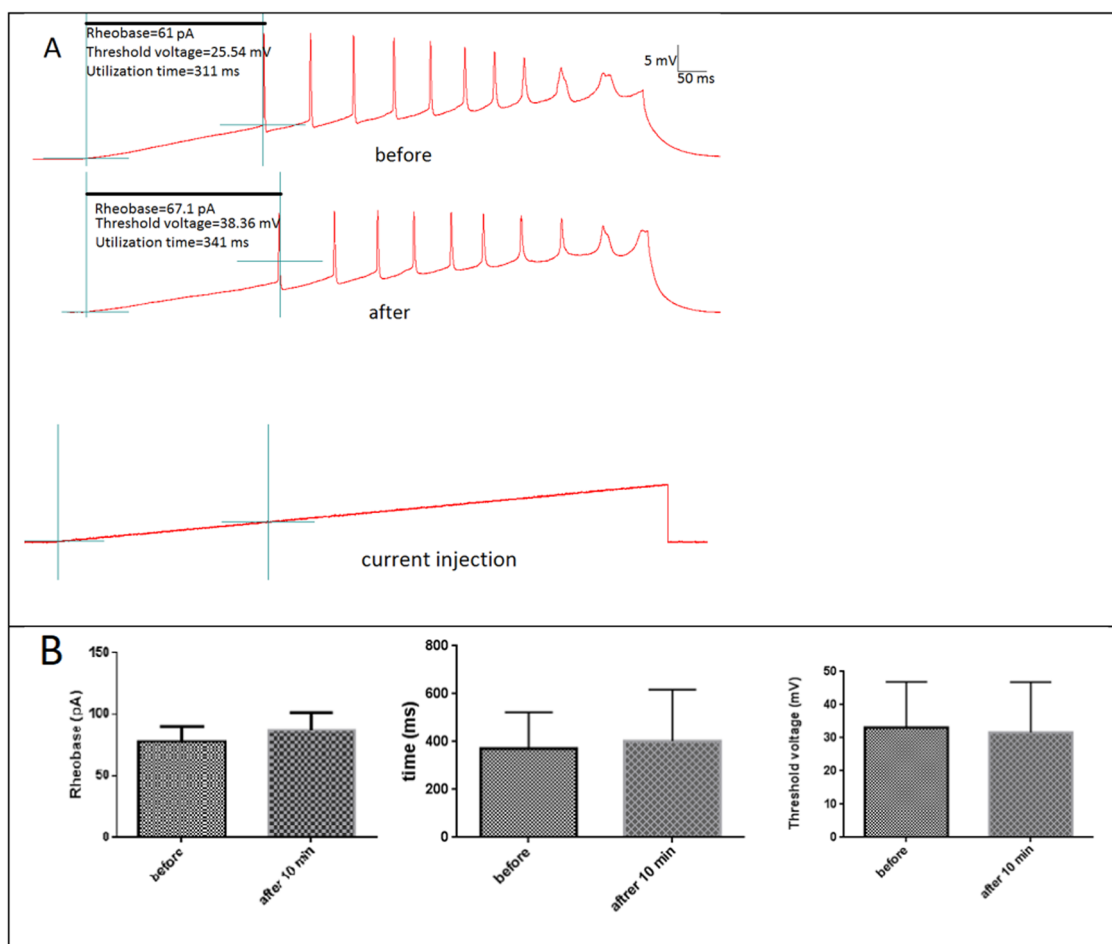 A
Rheobase=61 pA
Threshold voltage=25.54 mV
Utilization time=311 ms
5 mV
50 ms
before
Rheobase=67.1 pA
Threshold voltage=38.36 mV
Utilization time=341 ms
after
current injection
B
Rheobase (pA)
150
100
50
0
before
after 10 min
time (ms)
800
600
400
200
0
before
aftrer 10 min
Threshold voltage (mV)
50
40
30
20
10
0
before
after 10 min